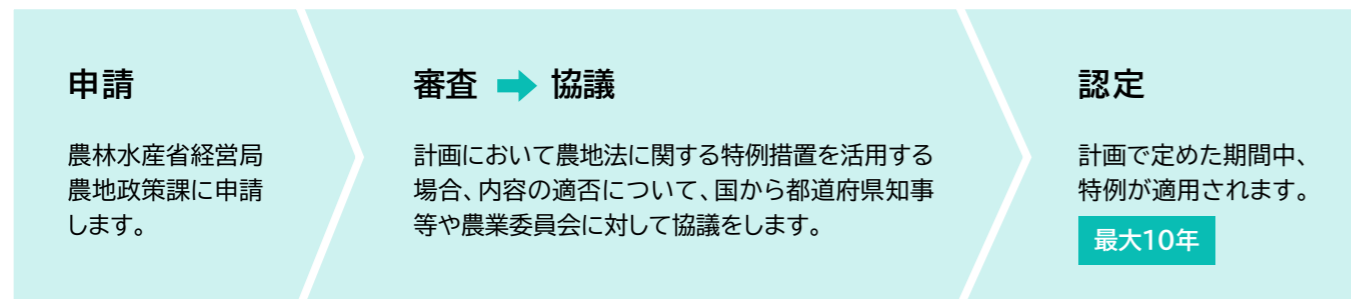 申請
農林水産省経営局
農地政策課に申請
します。
審査 ➡ 協議
計画において農地法に関する特例措置を活用する
場合、内容の適否について、国から都道府県知事
等や農業委員会に対して協議をします。
認定
計画で定めた期間中、
特例が適用されます。
最大10年